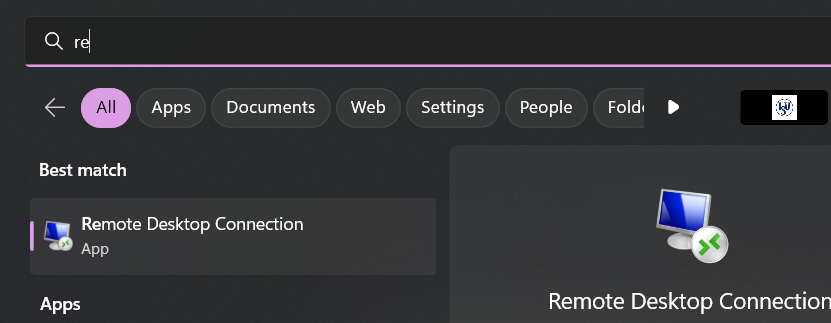 re
All Apps Documents Web Settings People Folde
Best match
Remote Desktop Connection
App
Apps
Remote Desktop Connection